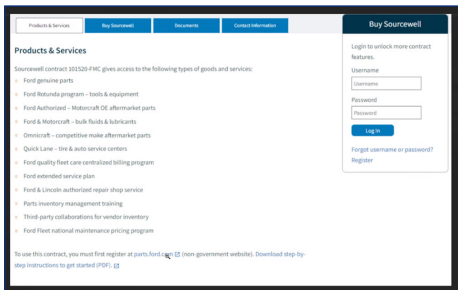 Products & Services
Buy Sourcewell
Documents
Contact Information
Products & Services
Sourcewell contract 101520-FMC gives access to the following types of goods and services:
Ford genuine parts
Ford Rotunda program – tools & equipment
Ford Authorized – Motorcraft OE aftermarket parts
Ford & Motorcraft – bulk fluids & lubricants
Omnicraft – competitive make aftermarket parts
Quick Lane – tire & auto service centers
Ford quality fleet care centralized billing program
Ford extended service plan
Ford & Lincoln authorized repair shop service
Parts inventory management training
Third-party collaborations for vendor inventory
Ford Fleet national maintenance pricing program
To use this contract, you must first register at parts.ford.com (non-government website). Download step-
by-step instructions to get started (PDF).
Buy Sourcewell
Login to unlock more contract
features.
Username
Username
Password
Password
Log In
Forgot username or password?
Register